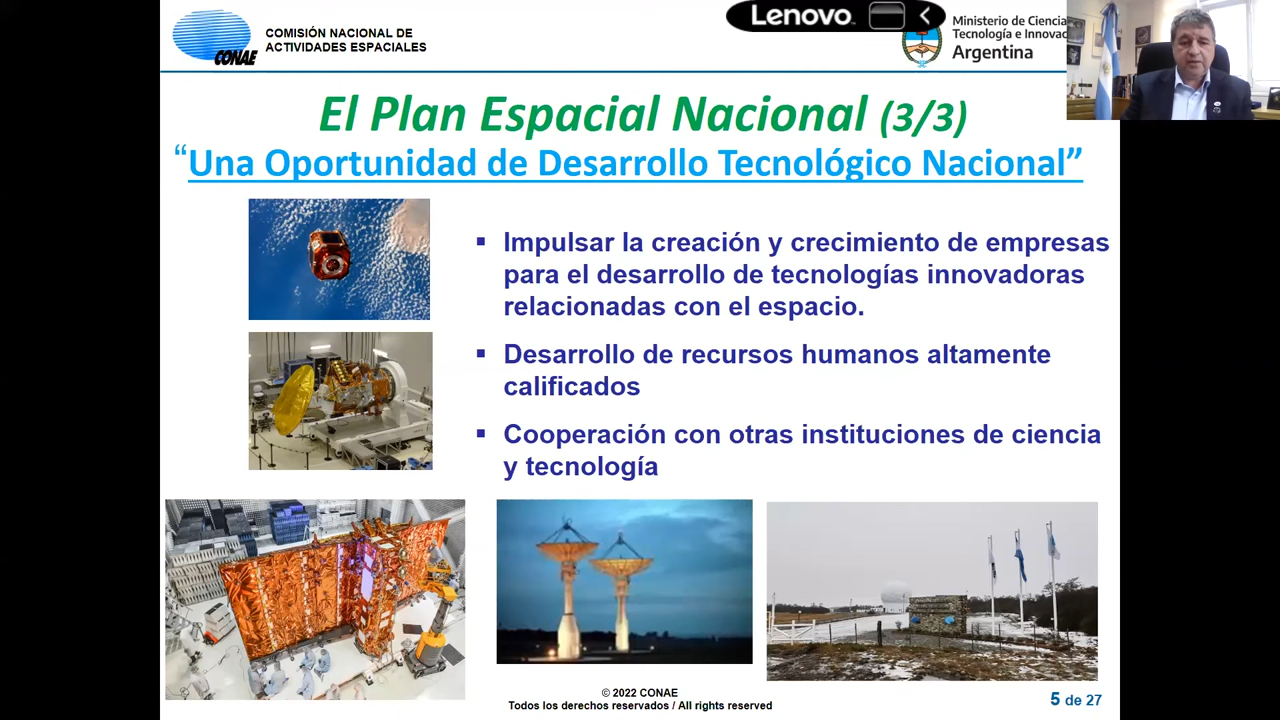 CONAE
COMISIÓN NACIONAL DE
ACTIVIDADES ESPACIALES
Lenovo
Ministerio de Ciencia
Tecnología e Innovac
Argentina
El Plan Espacial Nacional (3/3)
“Una Oportunidad de Desarrollo Tecnológico Nacional”
▪ Impulsar la creación y crecimiento de empresas
para el desarrollo de tecnologías innovadoras
relacionadas con el espacio.
▪ Desarrollo de recursos humanos altamente
calificados
▪ Cooperación con otras instituciones de ciencia
y tecnología
© 2022 CONAE
Todos los derechos reservados / All rights reserved
5 de 27